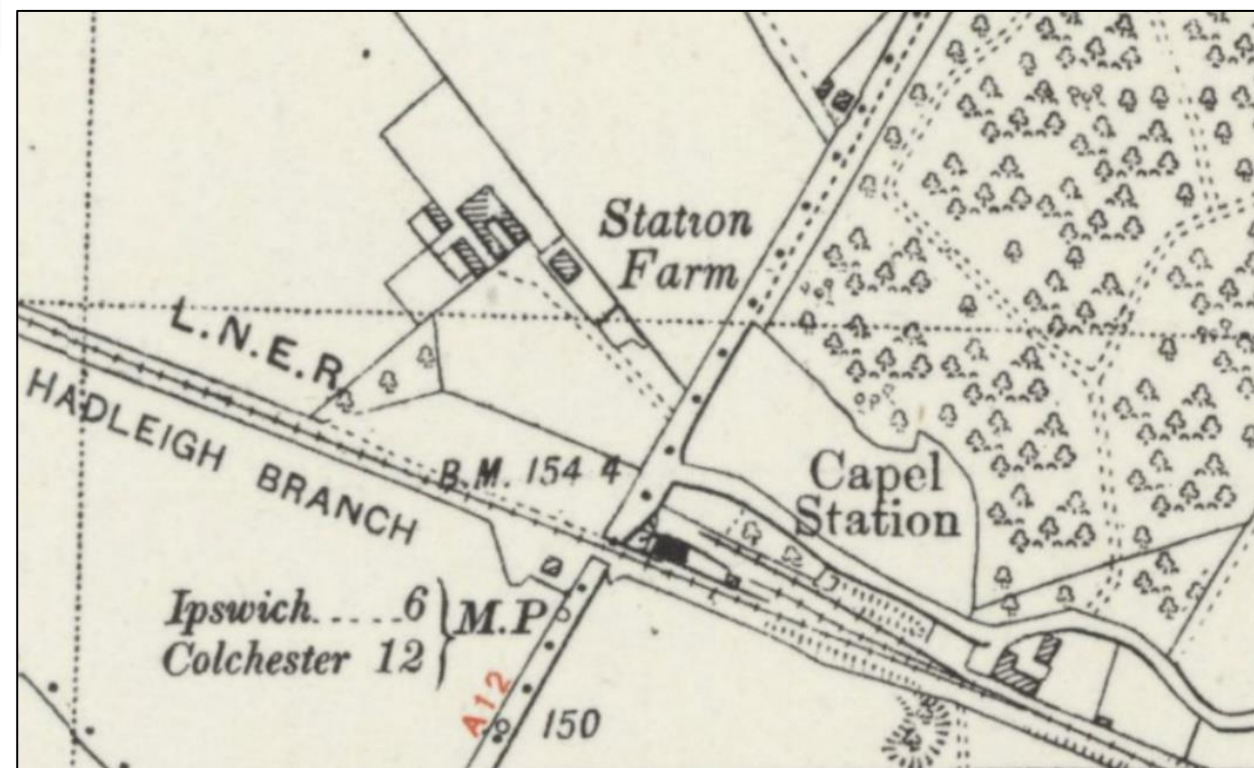 Station
Farm
L.N.E.R
HADLEIGH BRANCH
B.M. 154 4
Capel
Station
Ipswich.....6
Colchester 12
M.P
A12
150